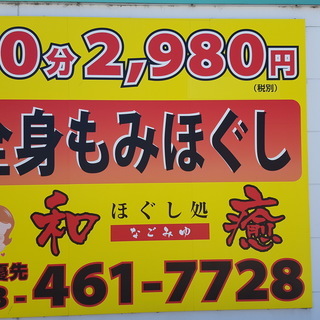 0分2,980円
(税別)
全身もみほぐし
和 ほぐし処 癒
なごみゆ
優先
3-461-7728